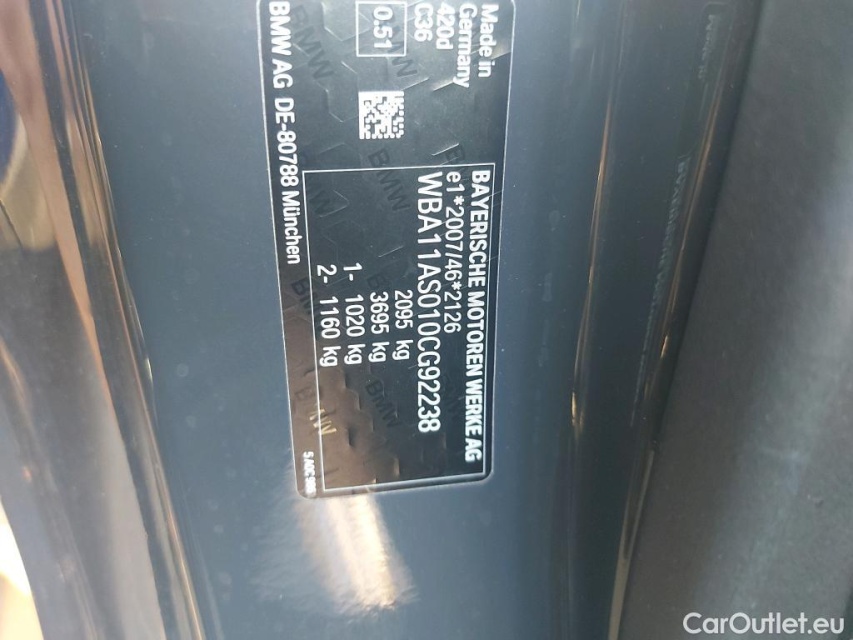 Made in
Germany
420d
C36
0.51
BMW AG DE-80788 München
BAYERISCHE MOTOREN WERKE AG
e1*2007/46*2126
WBA11AS010CG92238
2095 kg
3695 kg
1- 1020 kg
2- 1160 kg
CarOutlet.eu